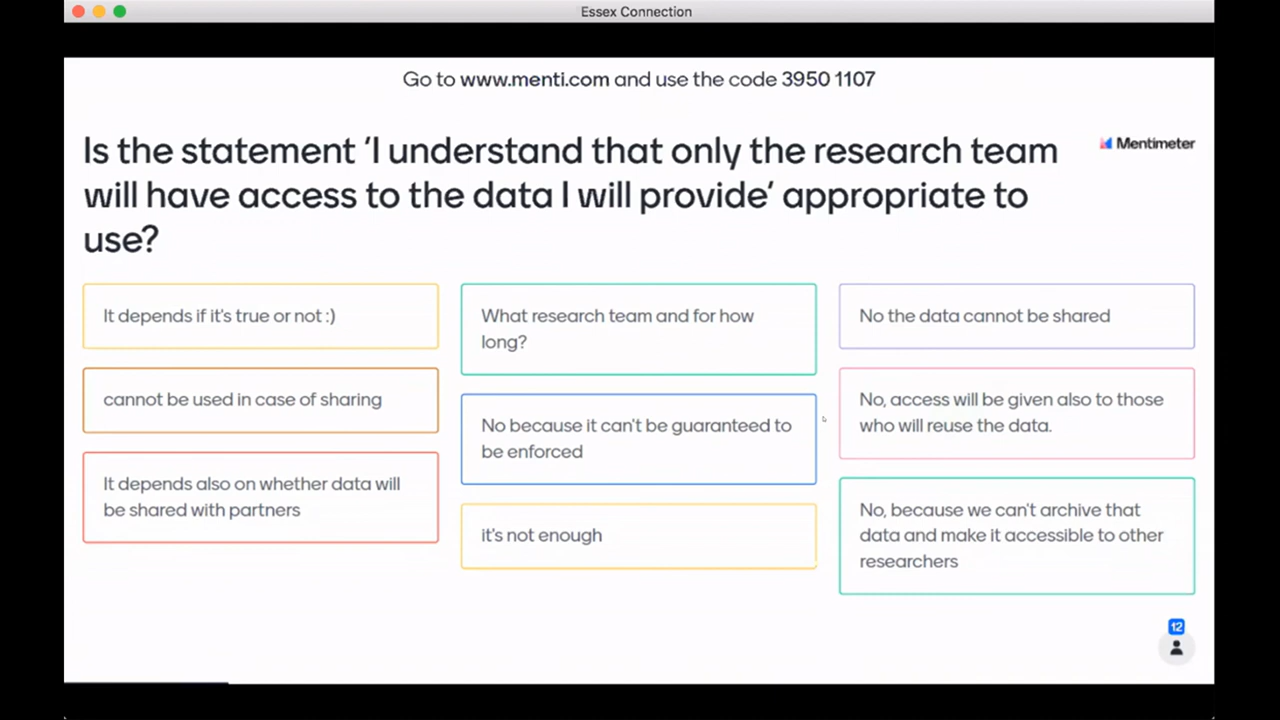 Essex Connection
Go to www.menti.com and use the code 3950 1107
Is the statement ‘I understand that only the research team
will have access to the data I will provide’ appropriate to
use?
Mentimeter
It depends if it's true or not :)
cannot be used in case of sharing
It depends also on whether data will
be shared with partners
What research team and for how
long?
No because it can't be guaranteed to
be enforced
it's not enough
No the data cannot be shared
No, access will be given also to those
who will reuse the data.
No, because we can't archive that
data and make it accessible to other
researchers
12